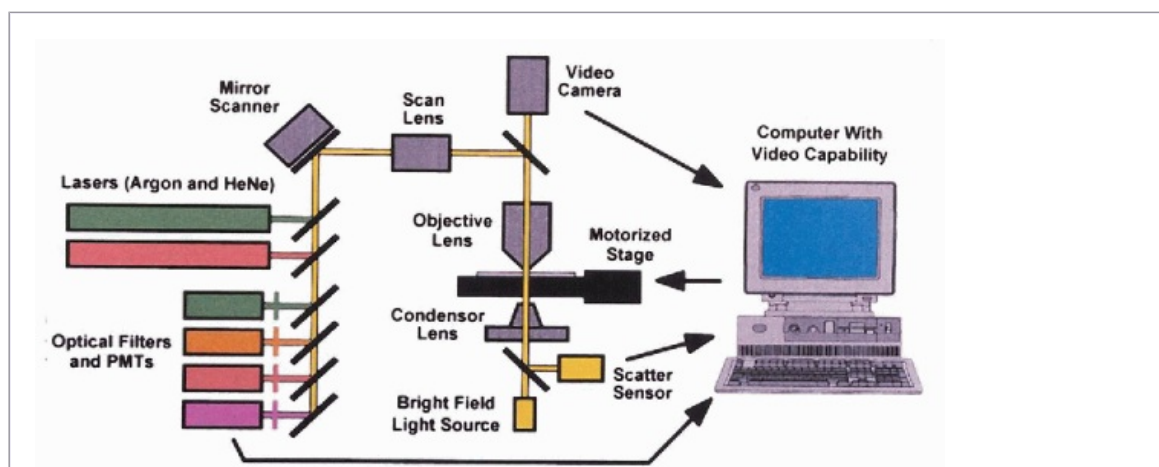 Mirror
Scanner
Scan
Lens
Video
Camera
Computer With
Video Capability
Lasers (Argon and HeNe)
Objective
Lens
Motorized
Stage
Condensor
Lens
Optical Filters
and PMTs
Scatter
Sensor
Bright Field
Light Source